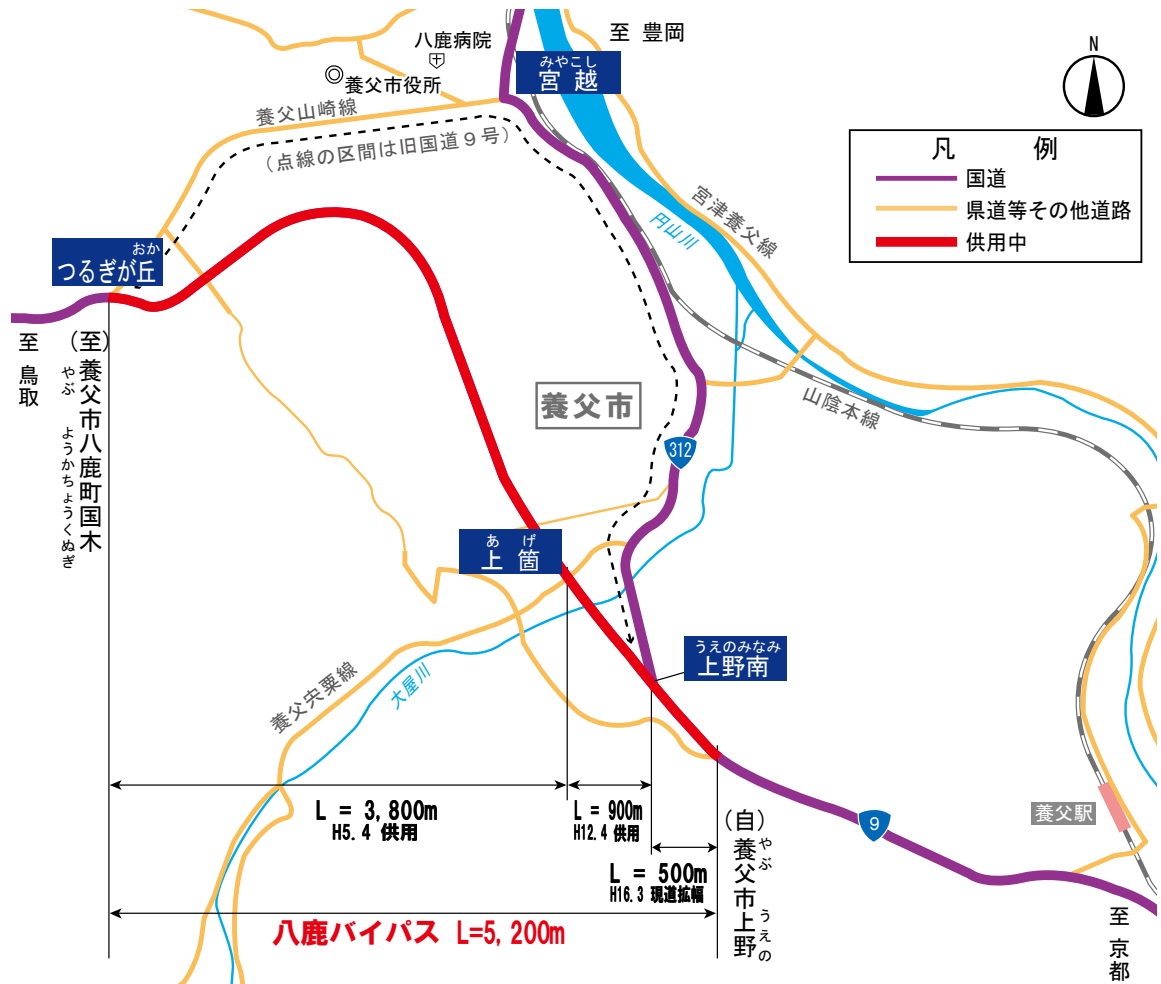 至 豊岡
八鹿病院
養父市役所
みやこし
宮越
N
養父山崎線
(点線の区間は旧国道9号)
凡 例
国道
県道等その他道路
供用中
宮津養父線
円山川
おか
つるぎが丘
至 鳥取
(至)養父市八鹿町国木
やぶ ようかちょうくぬぎ
養父市
山陰本線
312
あげ
上箇
うえのみなみ
上野南
養父宍粟線
大屋川
L = 3,800m
H5.4 供用
L = 900m
H12.4 供用
L = 500m
H16.3 現道拡幅
(自)養父市上野
やぶ うえの
9
養父駅
八鹿バイパス L=5,200m
至 京都